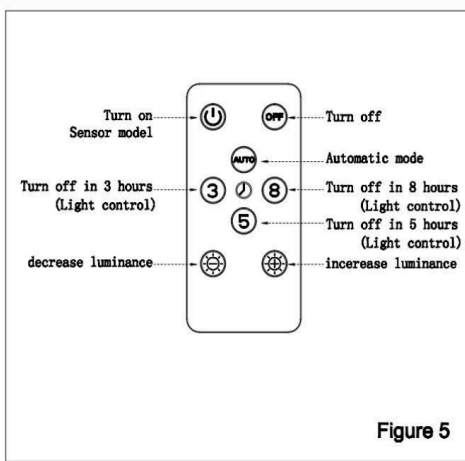 Turn on
Sensor model
OFF
Turn off
AUTO
Automatic mode
Turn off in 3 hours
(Light control)
3
8
Turn off in 8 hours
(Light control)
5
Turn off in 5 hours
(Light control)
decrease luminance
incerease luminance
Figure 5